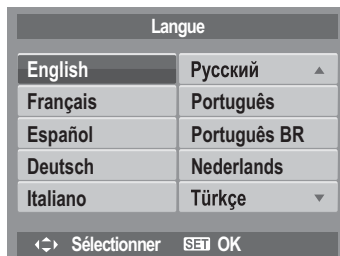 Langue
English Русский
Français Português
Español Português BR
Deutsch Nederlands
Italiano Türkçe
Sélectionner SET OK